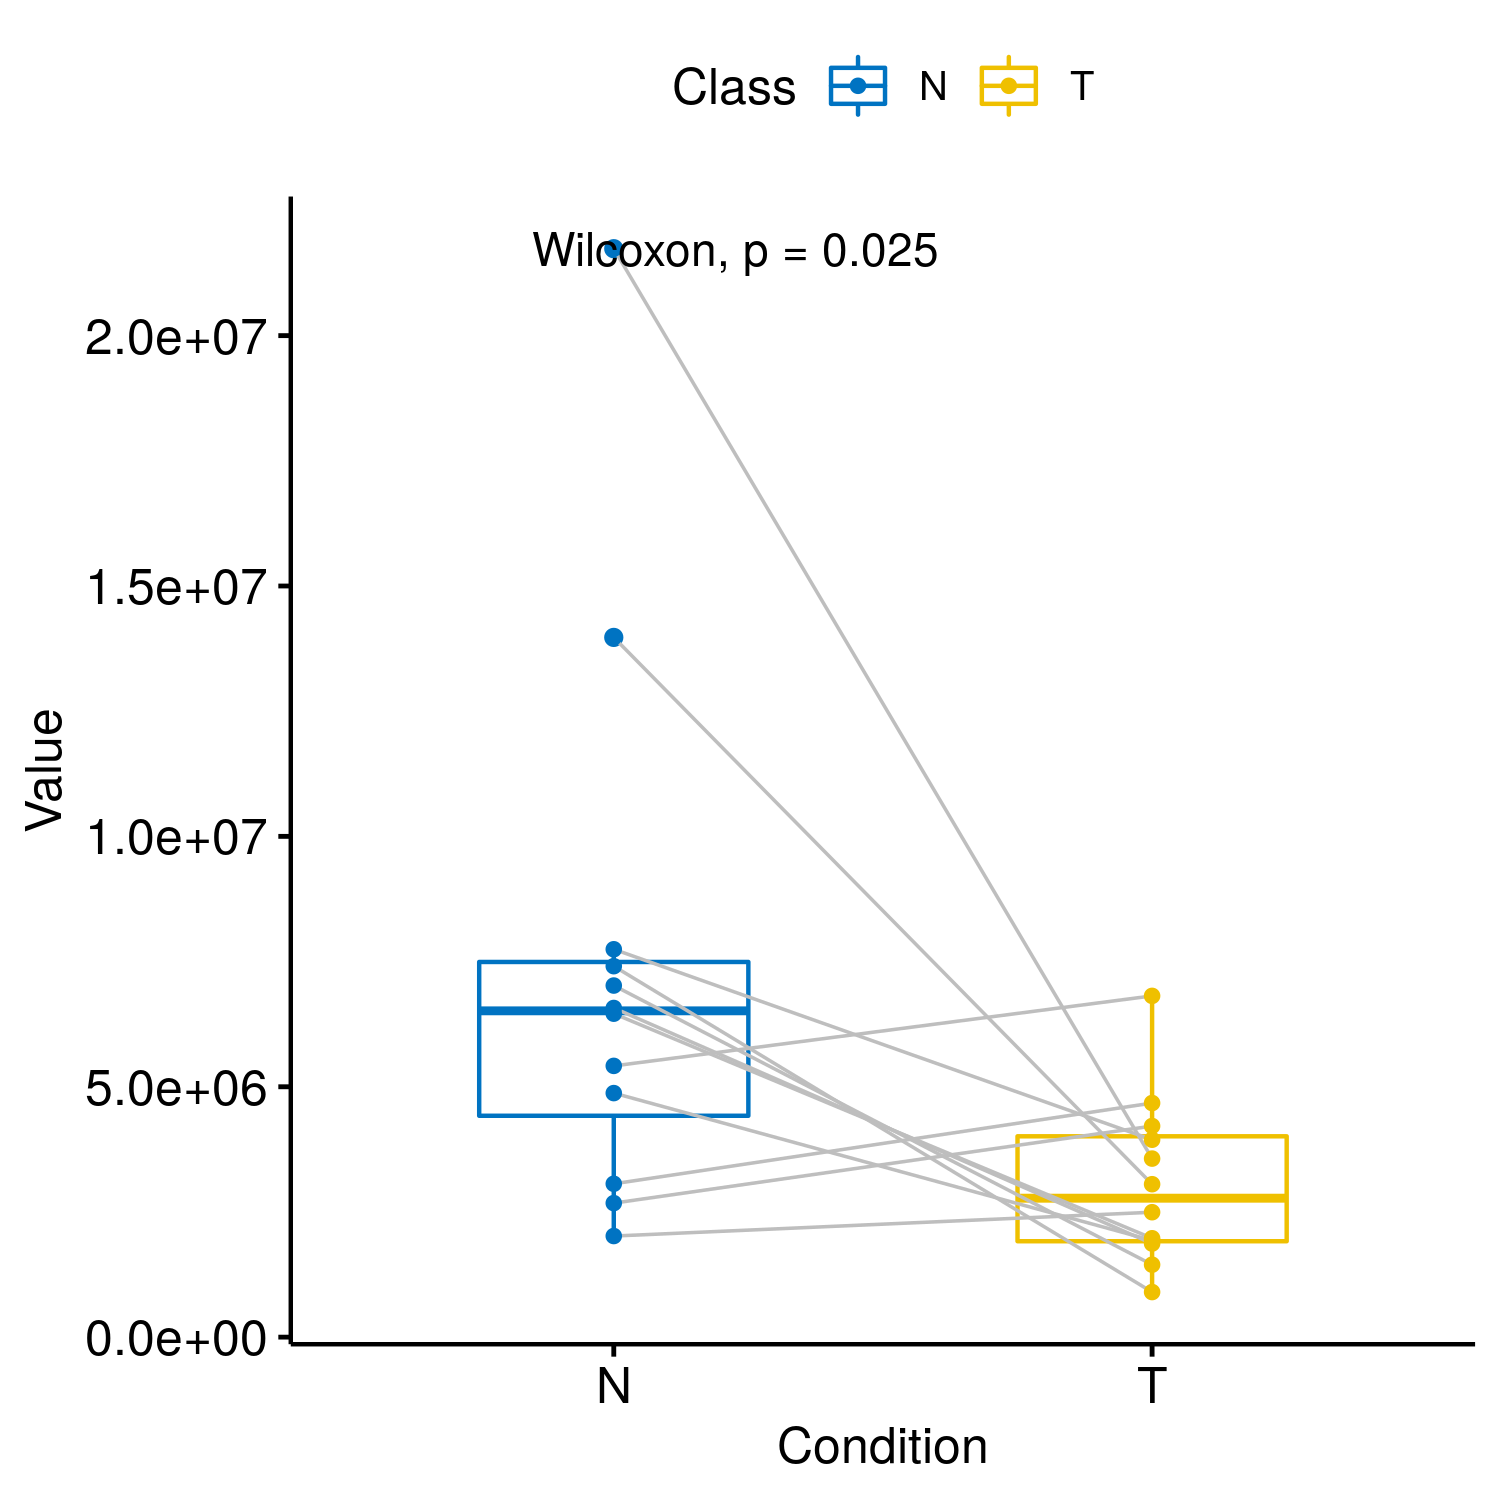 Class N T
Wilcoxon, p = 0.025
2.0e+07
1.5e+07
1.0e+07
5.0e+06
0.0e+00
Value
N T
Condition